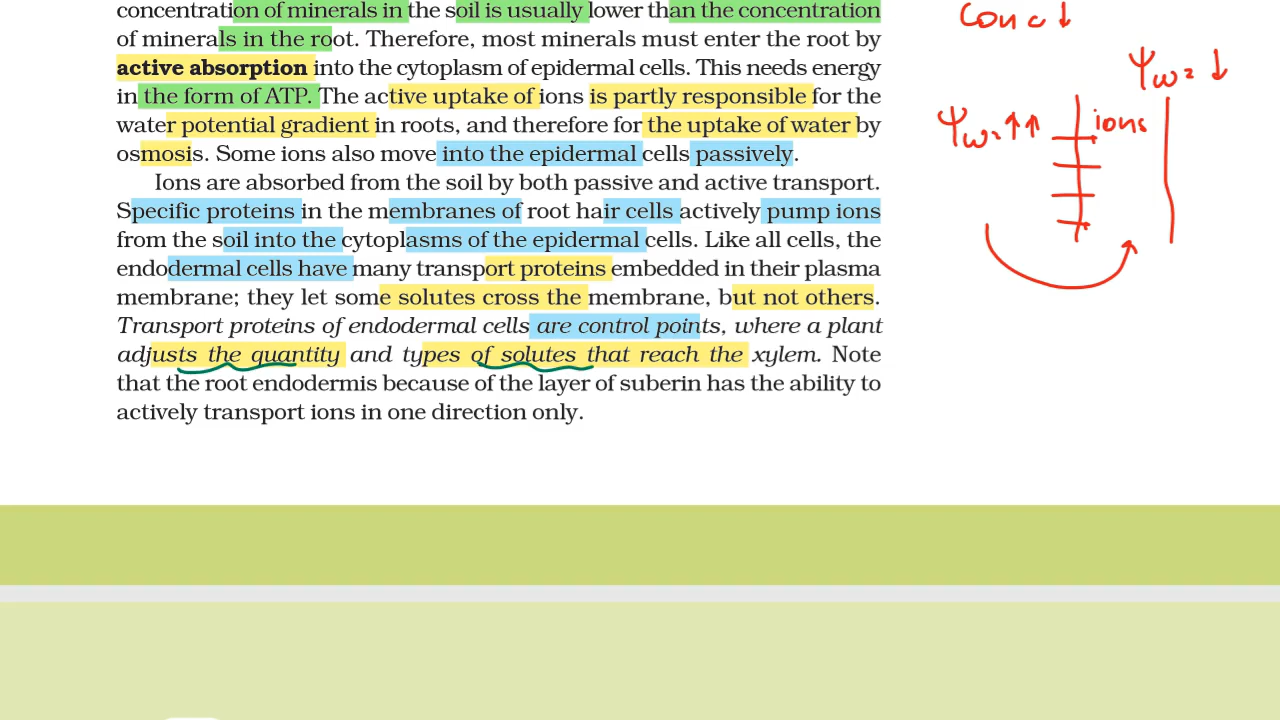 concentration of minerals in the soil is usually lower than the concentration
of minerals in the root. Therefore, most minerals must enter the root by
active absorption into the cytoplasm of epidermal cells. This needs energy
in the form of ATP. The active uptake of ions is partly responsible for the
water potential gradient in roots, and therefore for the uptake of water by
osmosis. Some ions also move into the epidermal cells passively.
Ions are absorbed from the soil by both passive and active transport.
Specific proteins in the membranes of root hair cells actively pump ions
from the soil into the cytoplasms of the epidermal cells. Like all cells, the
endodermal cells have many transport proteins embedded in their plasma
membrane; they let some solutes cross the membrane, but not others.
Transport proteins of endodermal cells are control points, where a plant
adjusts the quantity and types of solutes that reach the xylem. Note
that the root endodermis because of the layer of suberin has the ability to
actively transport ions in one direction only.
Conc ↓
Ψw = ↓
Ψw = ↑↑
ions